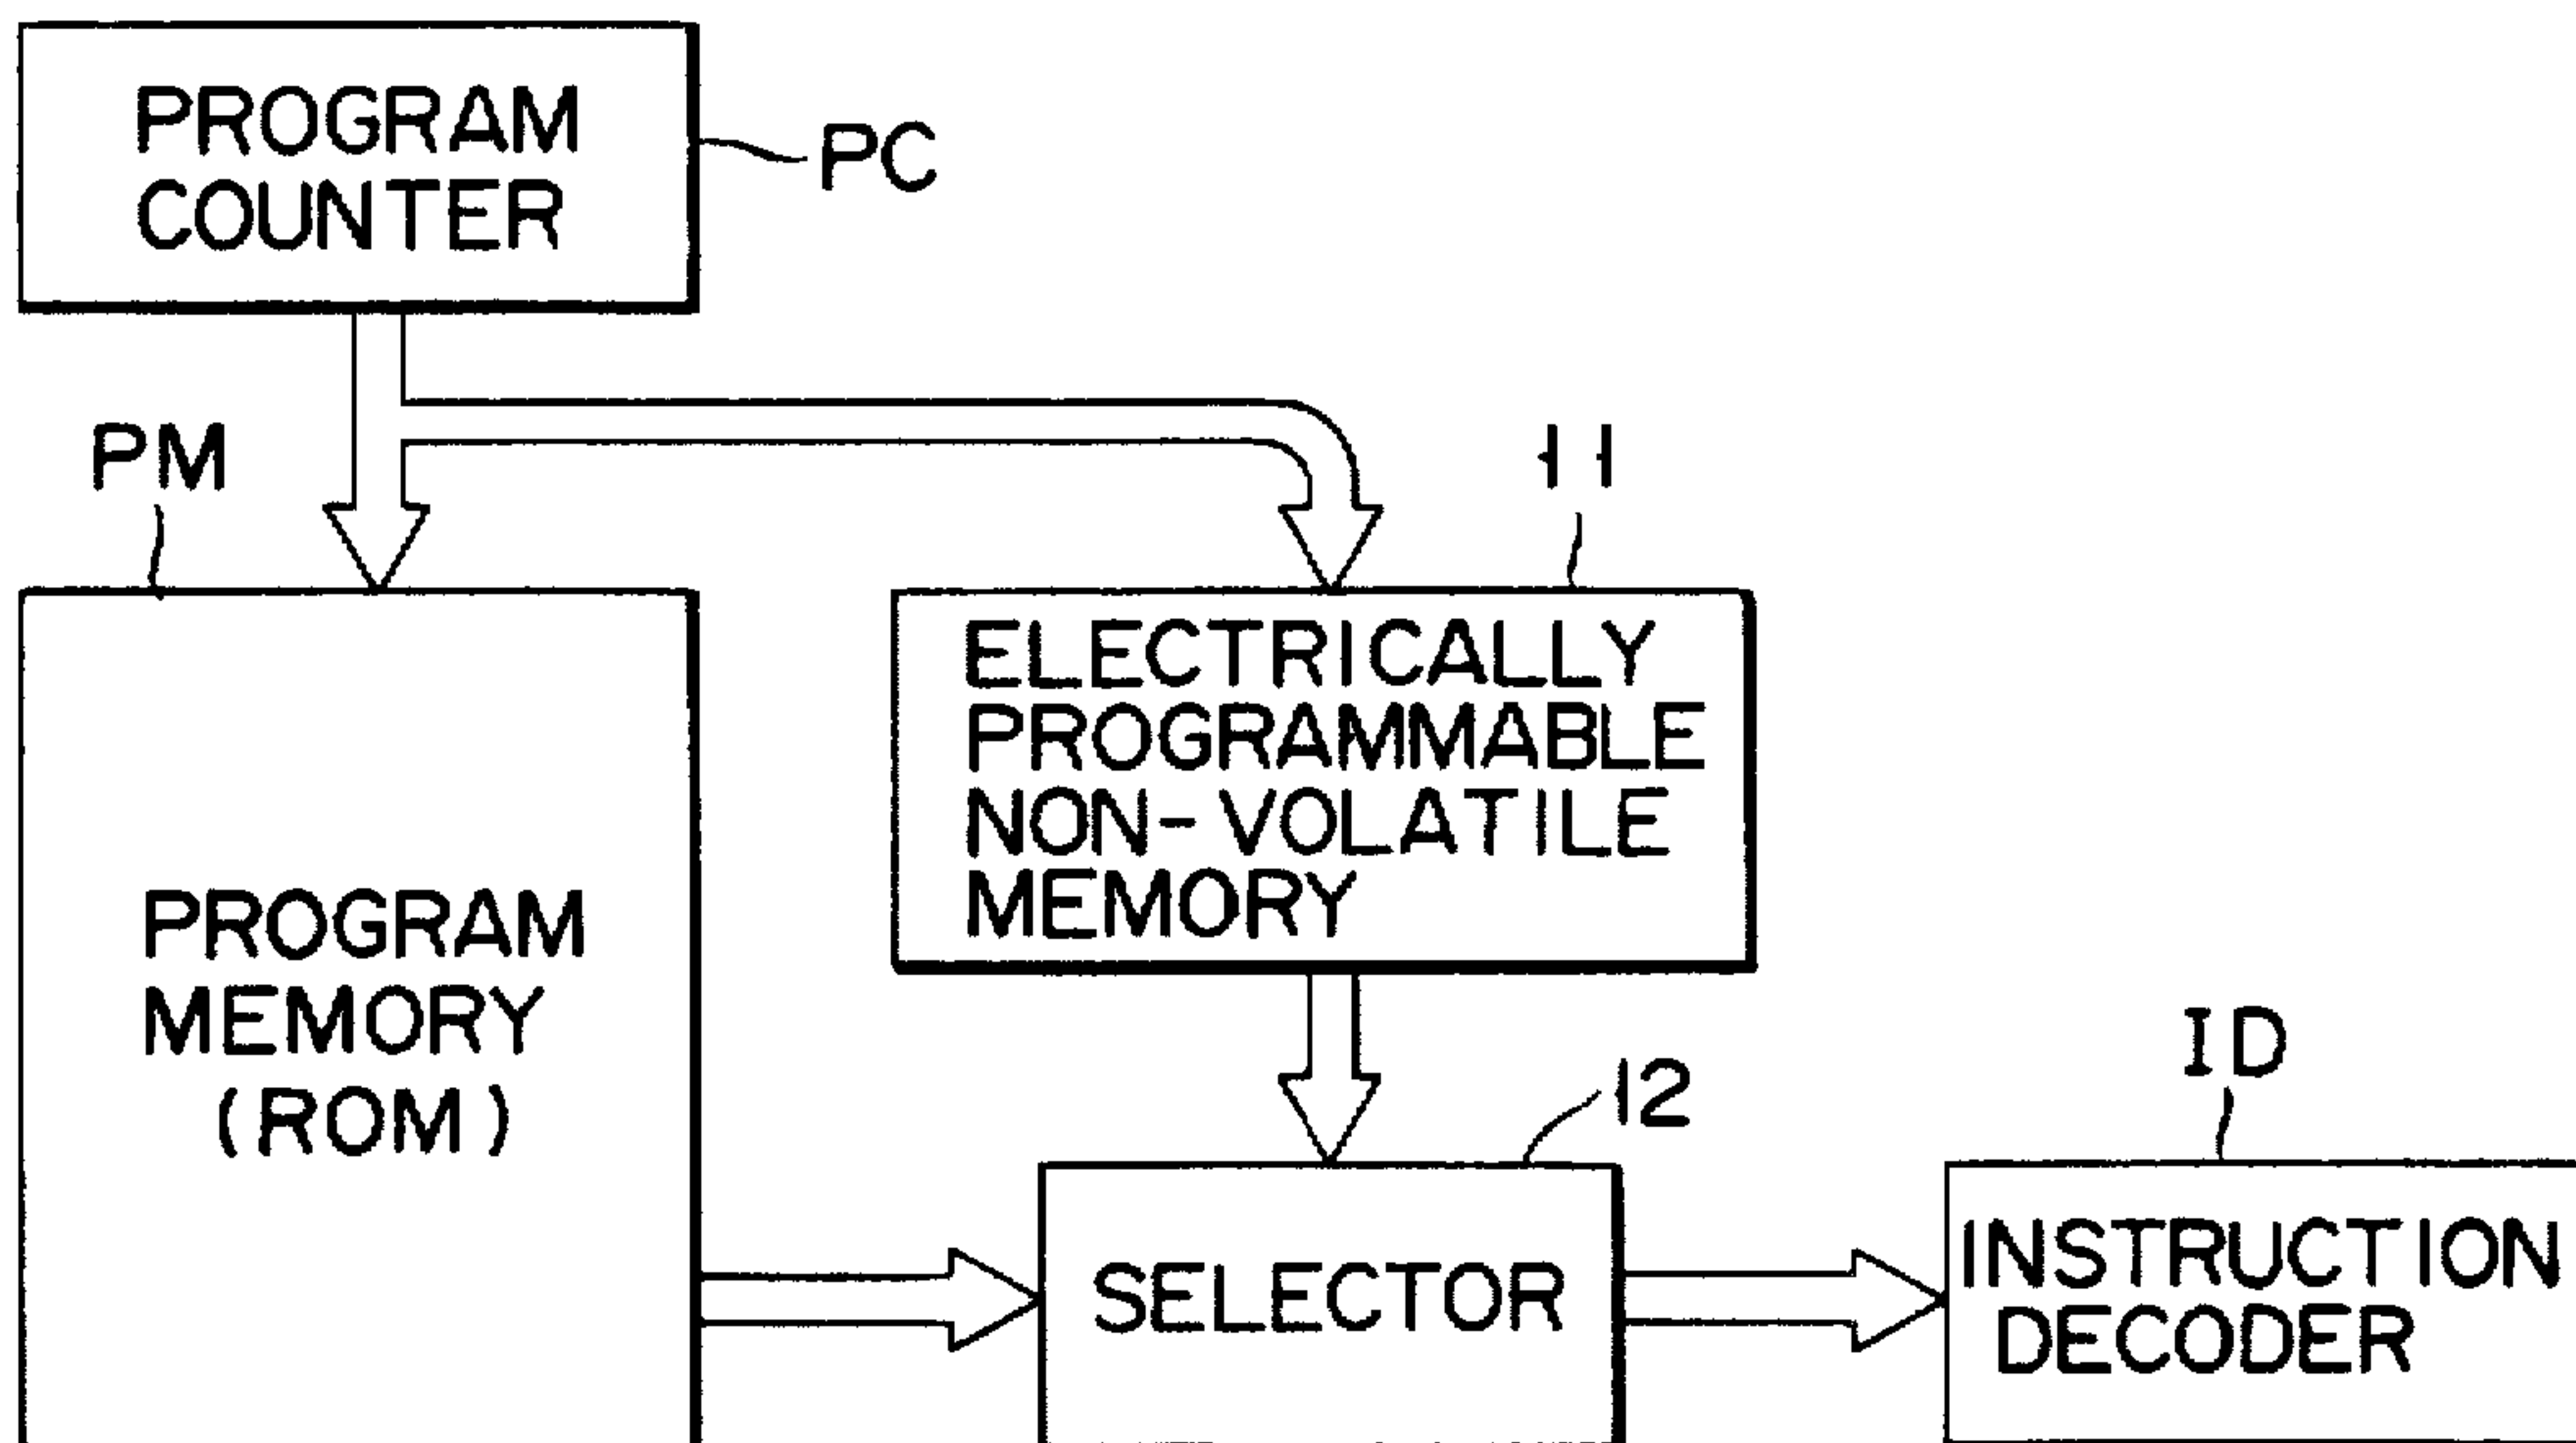 PROGRAM
COUNTER
PC
PM
11
ELECTRICALLY
PROGRAMMABLE
NON-VOLATILE
MEMORY
PROGRAM
MEMORY
(ROM)
12
ID
SELECTOR
INSTRUCTION
DECODER